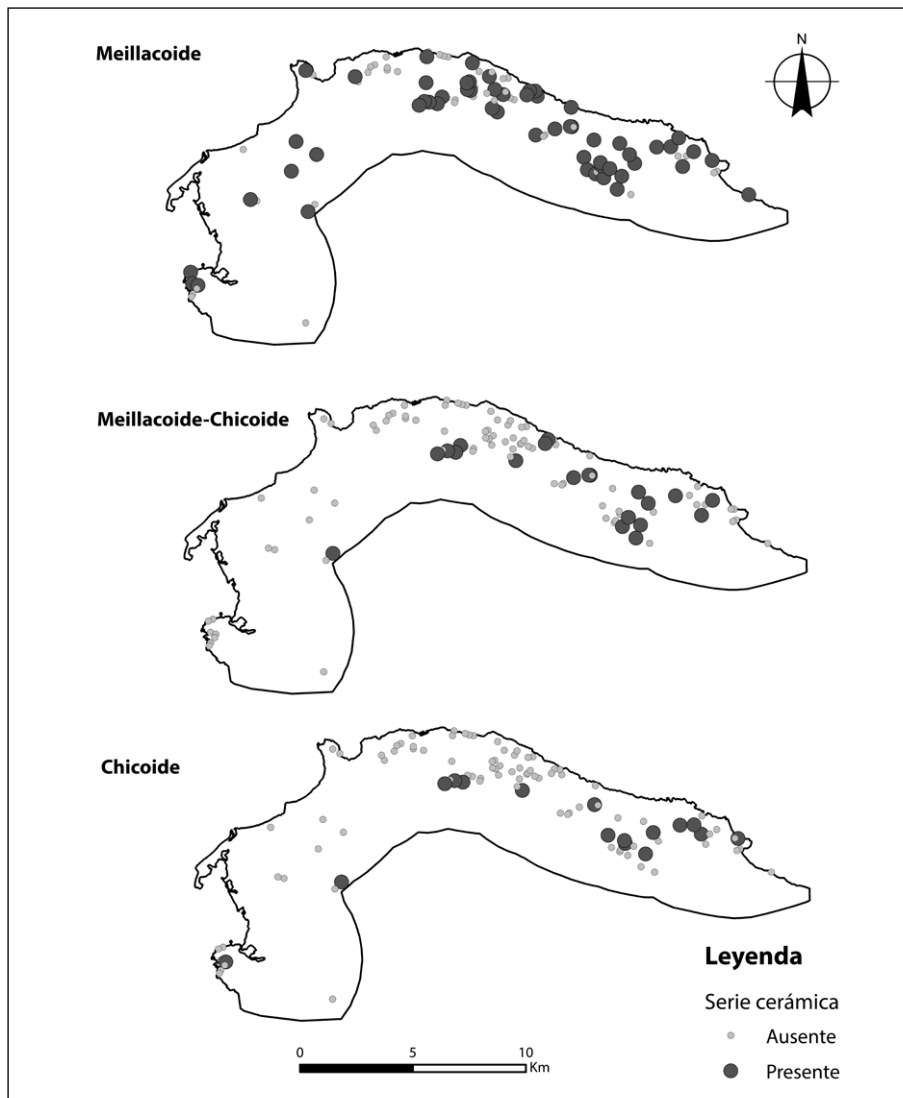 Meillacoide
N
Meillacoide-Chicoide
Chicoide
Leyenda
Serie cerámica
Ausente
Presente
0 5 10
Km